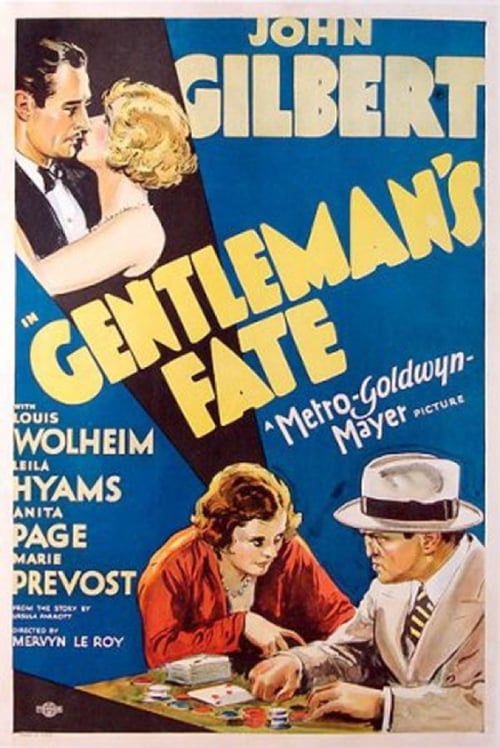 JOHN
GILBERT
IN
GENTLEMAN'S
FATE
A Metro-Goldwyn-
Mayer PICTURE
WITH
LOUIS
WOLHEIM
LEILA
HYAMS
ANITA
PAGE
MARIE
PREVOST
FROM THE STORY BY
URSULA PARROTT
DIRECTED BY
MERVYN LE ROY